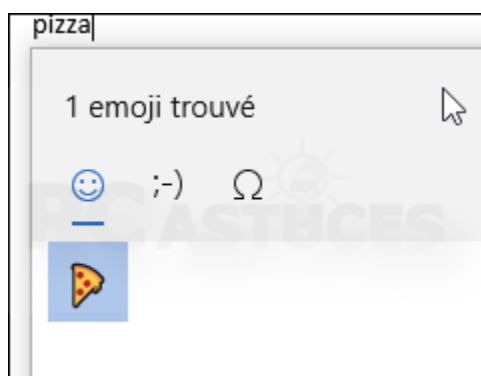 pizza
1 emoji trouvé
;-) Ω
PC ASTUCES